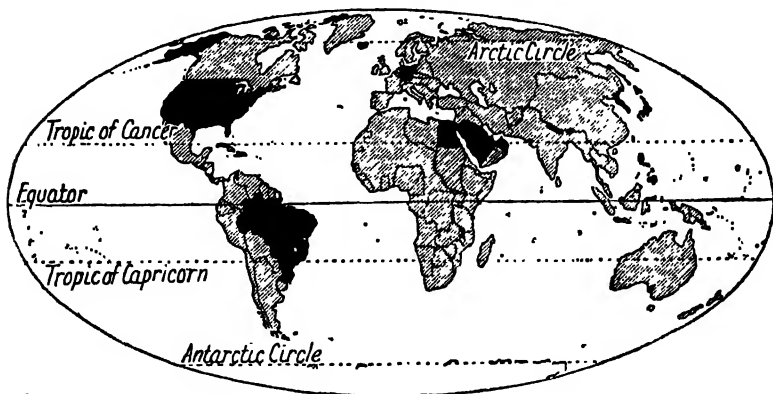 Arctic Circle
Tropic of Cancer
Equator
Tropic of Capricorn
Antarctic Circle